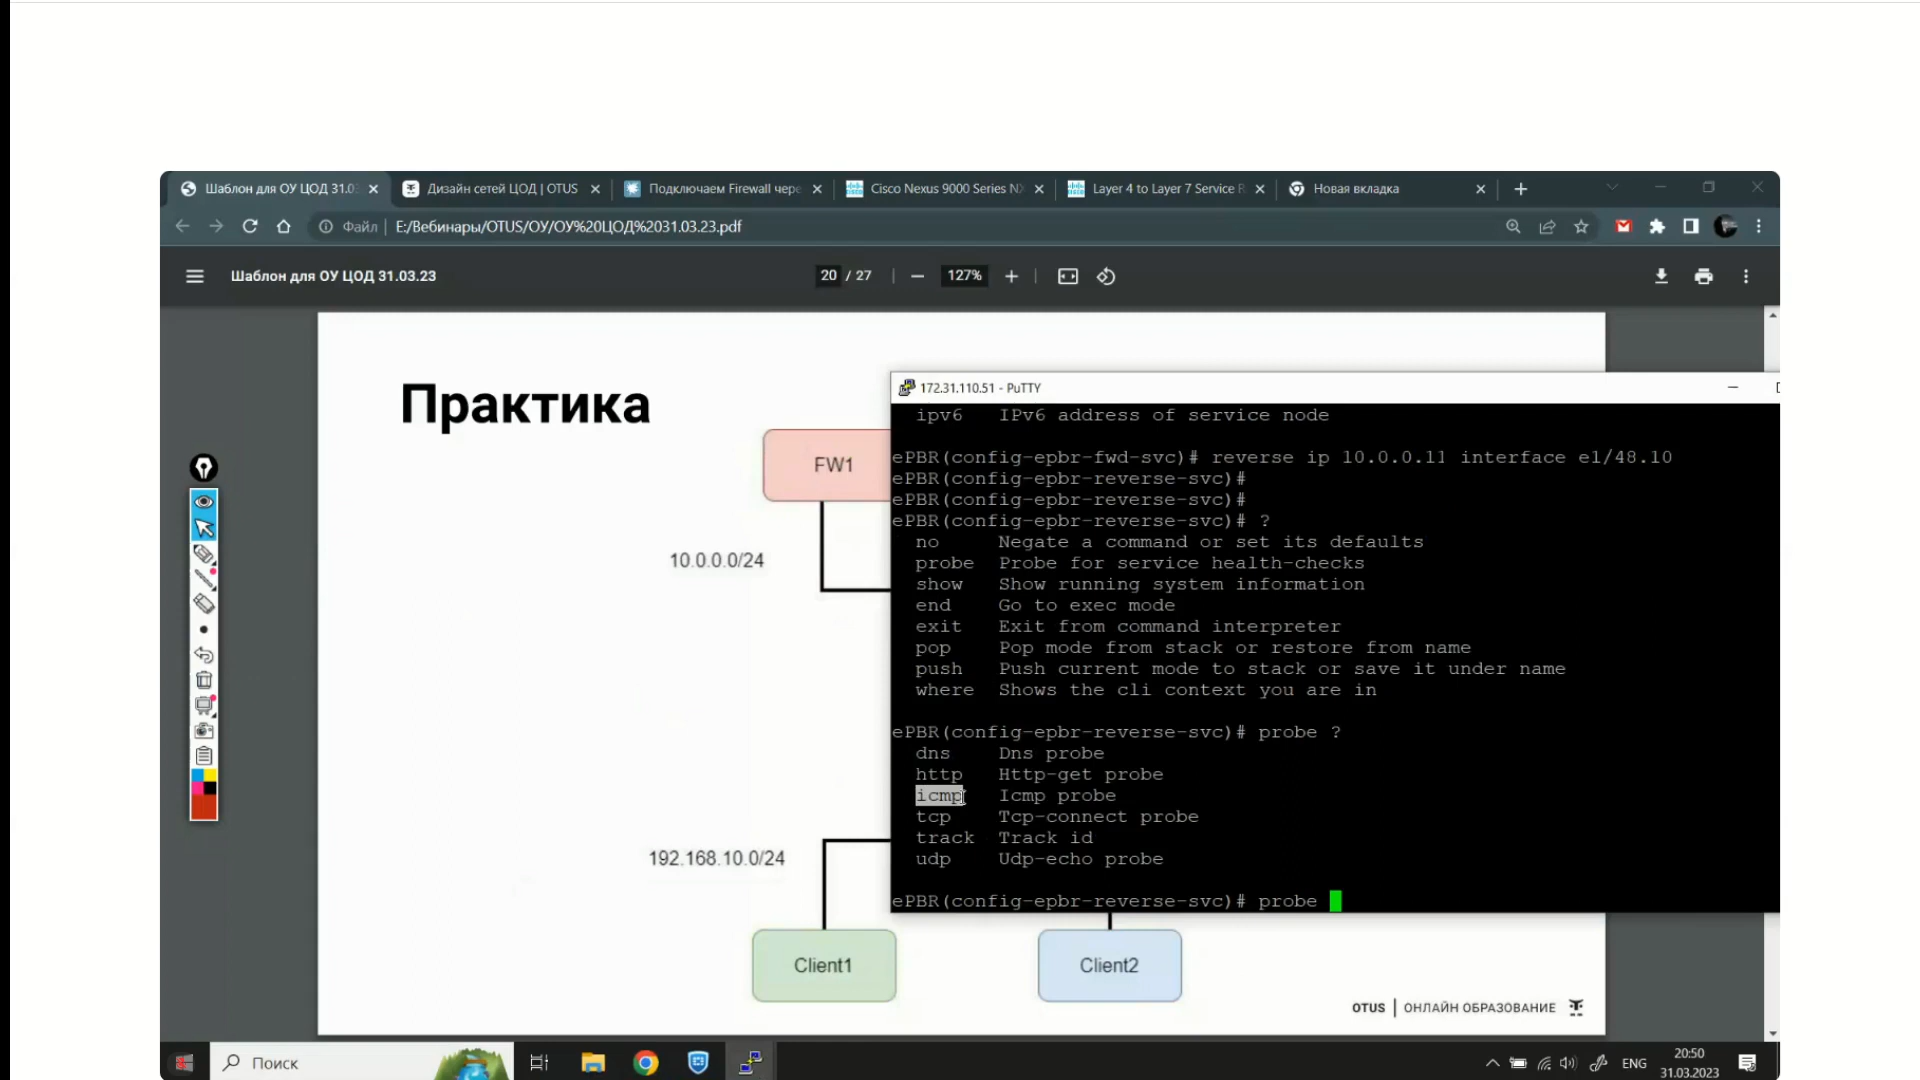 Шаблон для ОУ ЦОД 31.0
Дизайн сетей ЦОД | OTUS
Подключаем Firewall чере
Cisco Nexus 9000 Series N
Layer 4 to Layer 7 Service R
Новая вкладка
Файл
E:/Вебинары/OTUS/ОУ/ОУ%20ЦОД%2031.03.23.pdf
Шаблон для ОУ ЦОД 31.03.23
20 / 27
127%
Практика
FW1
10.0.0.0/24
192.168.10.0/24
Client1
Client2
172.31.110.51 - PuTTY
ipv6 IPv6 address of service node
ePBR(config-epbr-fwd-svc)# reverse ip 10.0.0.11 interface e1/48.10
ePBR(config-epbr-reverse-svc)#
ePBR(config-epbr-reverse-svc)#
ePBR(config-epbr-reverse-svc)# ?
no Negate a command or set its defaults
probe Probe for service health-checks
show Show running system information
end Go to exec mode
exit Exit from command interpreter
pop Pop mode from stack or restore from name
push Push current mode to stack or save it under name
where Shows the cli context you are in
ePBR(config-epbr-reverse-svc)# probe ?
dns Dns probe
http Http-get probe
icmp Icmp probe
tcp Tcp-connect probe
track Track id
udp Udp-echo probe
ePBR(config-epbr-reverse-svc)# probe
OTUS | ОНЛАЙН ОБРАЗОВАНИЕ
Поиск
ENG
20:50
31.03.2023